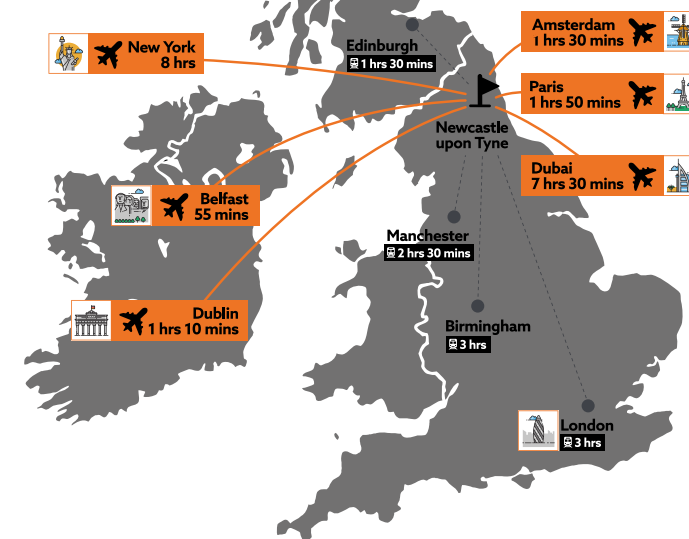 Edinburgh
1 hrs 30 mins
Amsterdam
1 hrs 30 mins
New York
8 hrs
Paris
1 hrs 50 mins
Newcastle
upon Tyne
Dubai
7 hrs 30 mins
Belfast
55 mins
Manchester
2 hrs 30 mins
Dublin
1 hrs 10 mins
Birmingham
3 hrs
London
3 hrs